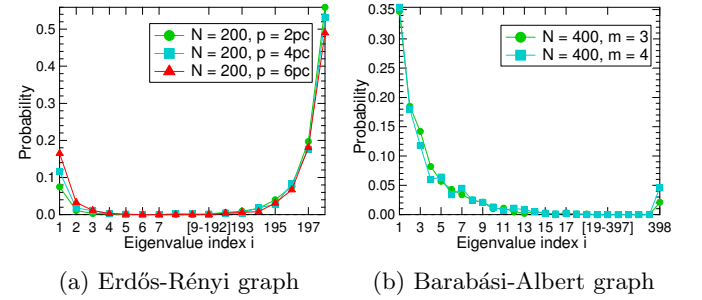 N = 200, p = 2pc
N = 200, p = 4pc
N = 200, p = 6pc
Probability
0.5
0.4
0.3
0.2
0.1
0.0
1 2 3 4 5 6 7 [9-192]193 195 197
Eigenvalue index i
(a) Erdős-Rényi graph
N = 400, m = 3
N = 400, m = 4
Probability
0.35
0.30
0.25
0.20
0.15
0.10
0.05
0.00
1 3 5 7 9 11 13 15 17 [19-397] 398
Eigenvalue index i
(b) Barabási-Albert graph